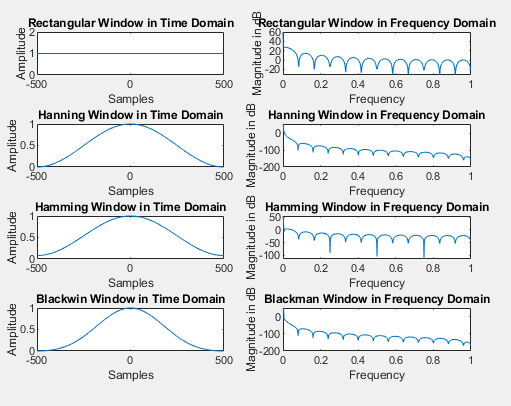 Rectangular Window in Time Domain
Amplitude
2
1
0
-500
0
500
Samples
Rectangular Window in Frequency Domain
Magnitude in dB
60
40
20
0
-20
0
0.2
0.4
0.6
0.8
1
Frequency
Hanning Window in Time Domain
Amplitude
1
0.5
0
-500
0
500
Samples
Hanning Window in Frequency Domain
Magnitude in dB
0
-100
-200
0
0.2
0.4
0.6
0.8
1
Frequency
Hamming Window in Time Domain
Amplitude
1
0.5
0
-500
0
500
Samples
Hamming Window in Frequency Domain
Magnitude in dB
50
0
-50
-100
0
0.2
0.4
0.6
0.8
1
Frequency
Blackwin Window in Time Domain
Amplitude
1
0.5
0
-500
0
500
Samples
Blackman Window in Frequency Domain
Magnitude in dB
0
-100
-200
0
0.2
0.4
0.6
0.8
1
Frequency